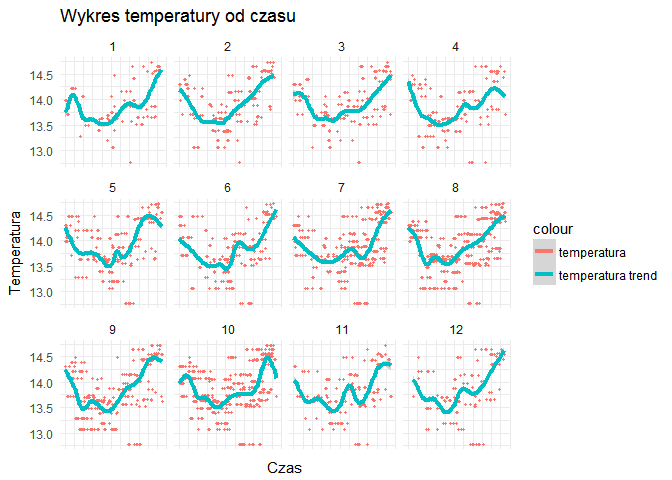 Wykres temperatury od czasu
1 2 3 4
14.5
14.0
13.5
13.0
5 6 7 8
14.5
14.0
13.5
13.0
9 10 11 12
14.5
14.0
13.5
13.0
Temperatura
Czas
colour
temperatura
temperatura trend